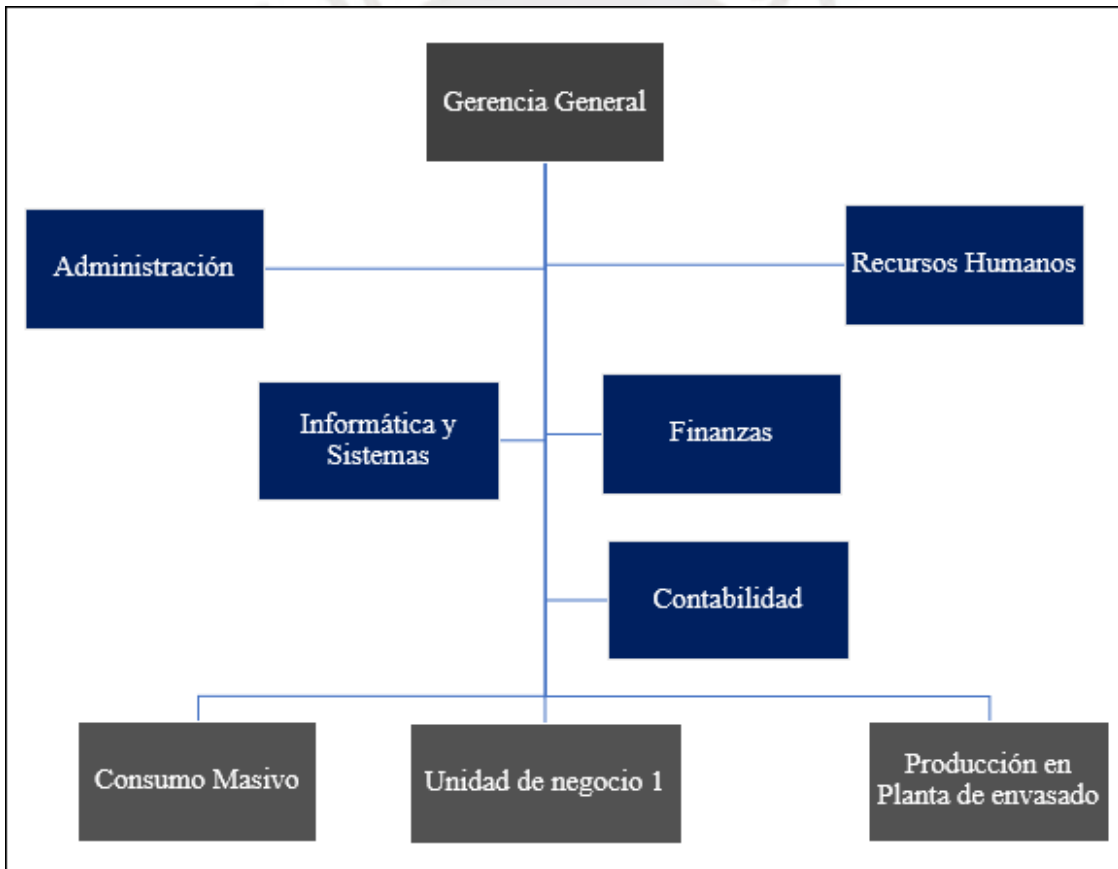 Gerencia General
Administración
Recursos Humanos
Informática y
Sistemas
Finanzas
Contabilidad
Consumo Masivo
Unidad de negocio 1
Producción en
Planta de envasado